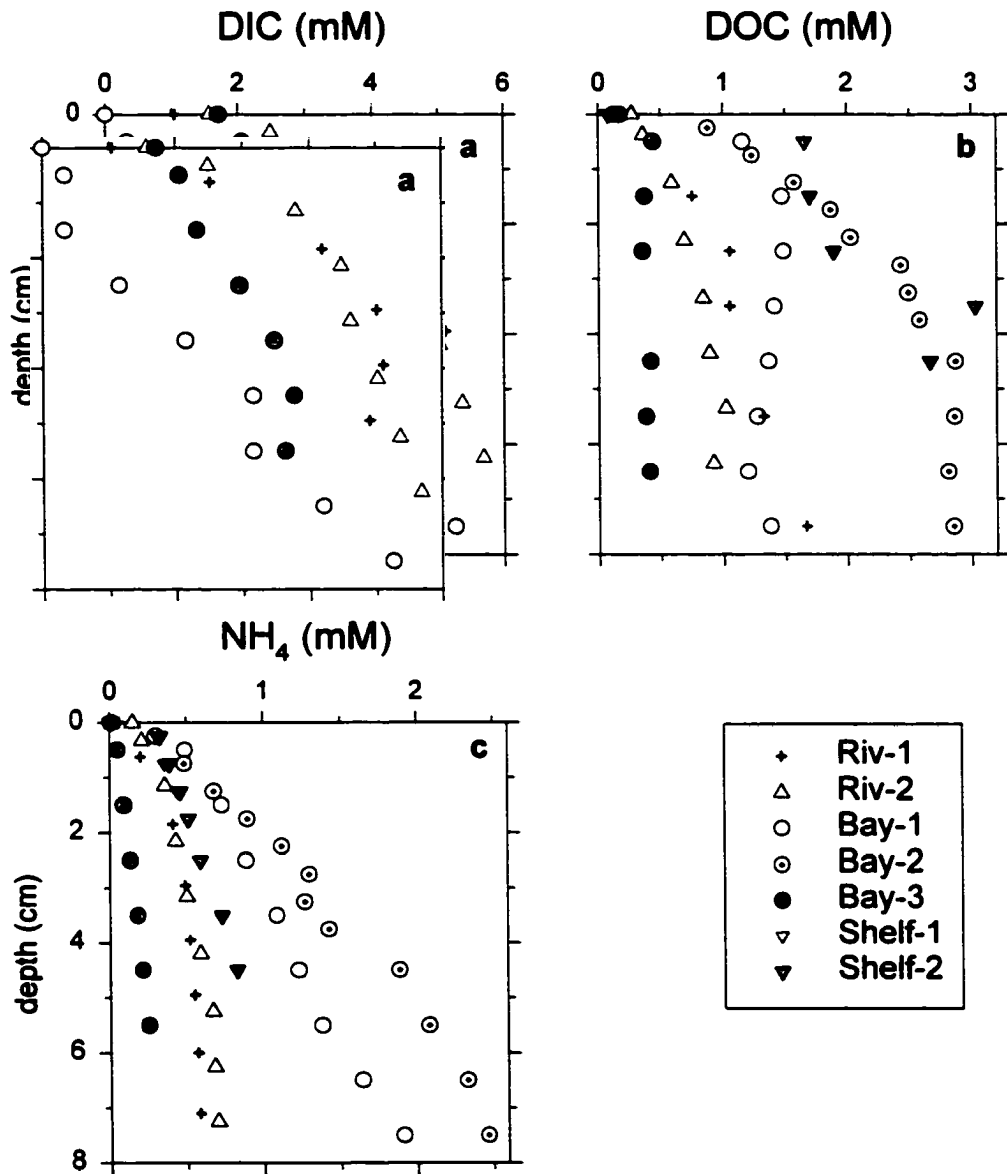 DIC (mM)
0 2 4 6
0
a
a
depth (cm)
DOC (mM)
0 1 2 3
b
NH₄ (mM)
0 1 2
0
2
4
6
8
c
depth (cm)
Riv-1
Riv-2
Bay-1
Bay-2
Bay-3
Shelf-1
Shelf-2